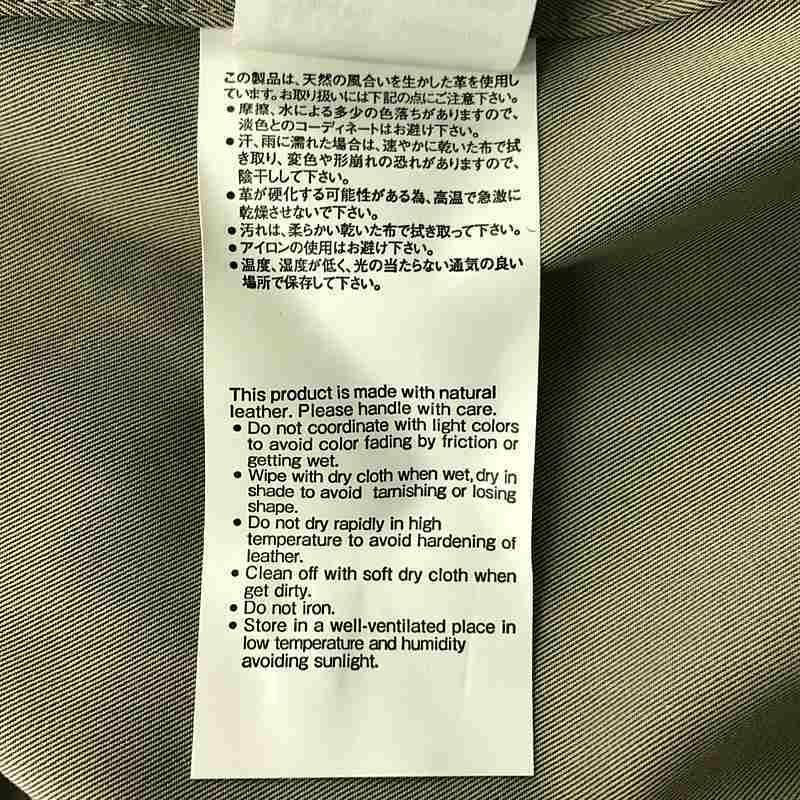 この製品は、天然の風合いを生かした革を使用し
ています。お取り扱いには下記の点にご注意下さい。
● 摩擦、水による多少の色落ちがありますので、
淡色とのコーディネートはお避け下さい。
● 汗、雨に濡れた場合は、速やかに乾いた布で拭
き取り、変色や形崩れの恐れがありますので、
陰干しして下さい。
● 革が硬化する可能性がある為、高温で急激に
乾燥させないで下さい。
● 汚れは、柔らかい乾いた布で拭き取って下さい。
● アイロンの使用はお避け下さい。
● 温度、湿度が低く、光の当たらない通気の良い
場所で保存して下さい。
This product is made with natural
leather. Please handle with care.
● Do not coordinate with light colors
to avoid color fading by friction or
getting wet.
● Wipe with dry cloth when wet, dry in
shade to avoid tarnishing or losing
shape.
● Do not dry rapidly in high
temperature to avoid hardening of
leather.
● Clean off with soft dry cloth when
get dirty.
● Do not iron.
● Store in a well-ventilated place in
low temperature and humidity
avoiding sunlight.